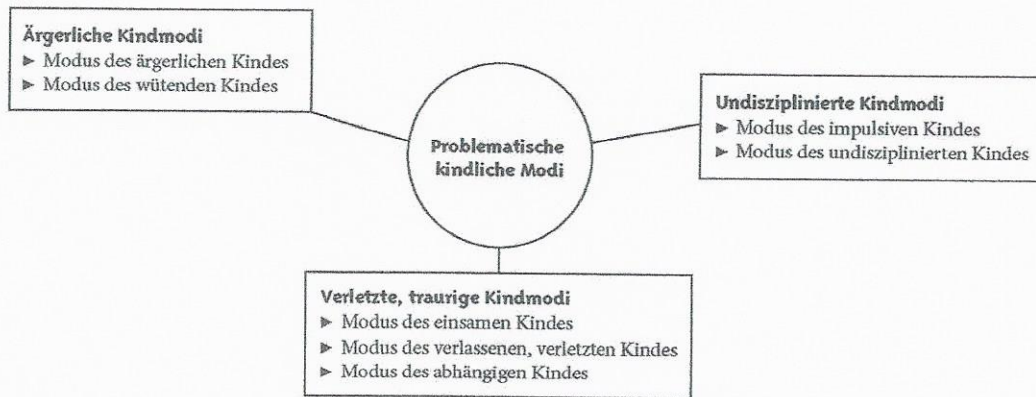 Ärgerliche Kindmodi
► Modus des ärgerlichen Kindes
► Modus des wütenden Kindes
Problematische
kindliche Modi
Undisziplinierte Kindmodi
► Modus des impulsiven Kindes
► Modus des undisziplinierten Kindes
Verletzte, traurige Kindmodi
► Modus des einsamen Kindes
► Modus des verlassenen, verletzten Kindes
► Modus des abhängigen Kindes